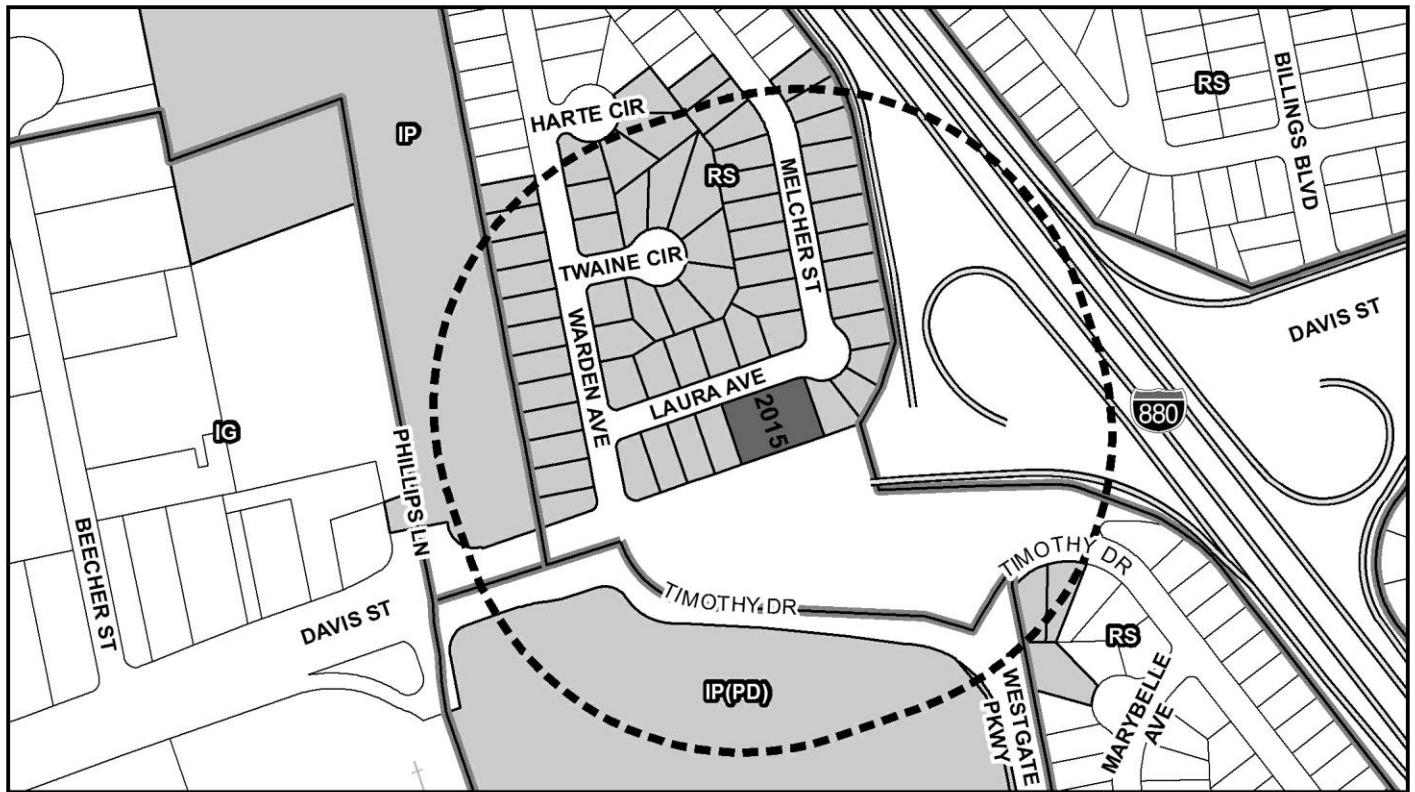 BILLINGS BLVD
RS
HARTE CIR
IP
RS
MELCHER ST
TWAINE CIR
DAVIS ST
WARDEN AVE
LAURA AVE
2015
880
IG
PHILLIPS LN
BEECHER ST
TIMOTHY DR
TIMOTHY DR
DAVIS ST
RS
IP(PD)
WESTGATE
PKWY
MARYBELLE
AVE